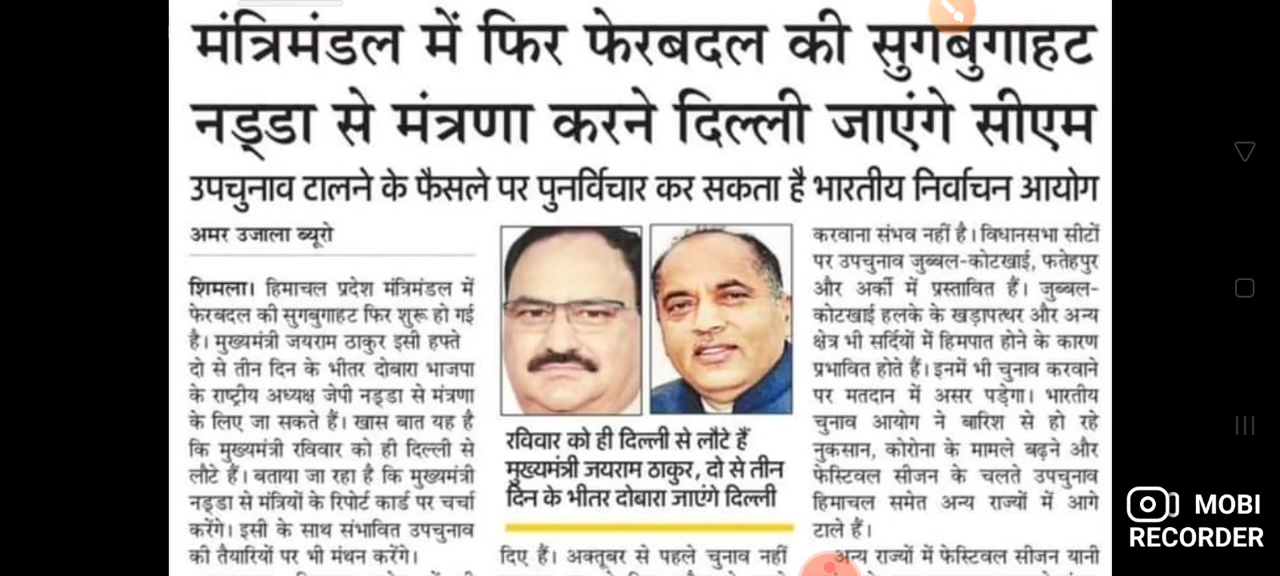 मंत्रिमंडल में फिर फेरबदल की सुगबुगाहट
नड्डा से मंत्रणा करने दिल्ली जाएंगे सीएम
उपचुनाव टालने के फैसले पर पुनर्विचार कर सकता है भारतीय निर्वाचन आयोग
अमर उजाला ब्यूरो
शिमला। हिमाचल प्रदेश मंत्रिमंडल में
फेरबदल की सुगबुगाहट फिर शुरू हो गई
है। मुख्यमंत्री जयराम ठाकुर इसी हफ्ते
दो से तीन दिन के भीतर दोबारा भाजपा
के राष्ट्रीय अध्यक्ष जेपी नड्डा से मंत्रणा
के लिए जा सकते हैं। खास बात यह है
कि मुख्यमंत्री रविवार को ही दिल्ली से
लौटे हैं। बताया जा रहा है कि मुख्यमंत्री
नड्डा से मंत्रियों के रिपोर्ट कार्ड पर चर्चा
करेंगे। इसी के साथ संभावित उपचुनाव
की तैयारियों पर भी मंथन करेंगे।
रविवार को ही दिल्ली से लौटे हैं
मुख्यमंत्री जयराम ठाकुर, दो से तीन
दिन के भीतर दोबारा जाएंगे दिल्ली
दिए हैं। अक्तूबर से पहले चुनाव नहीं
करवाना संभव नहीं है। विधानसभा सीटों
पर उपचुनाव जुब्बल-कोटखाई, फतेहपुर
और अर्की में प्रस्तावित हैं। जुब्बल-
कोटखाई हलके के खड़ापत्थर और अन्य
क्षेत्र भी सर्दियों में हिमपात होने के कारण
प्रभावित होते हैं। इनमें भी चुनाव करवाने
पर मतदान में असर पड़ेगा। भारतीय
चुनाव आयोग ने बारिश से हो रहे
नुकसान, कोरोना के मामले बढ़ने और
फेस्टिवल सीजन के चलते उपचुनाव
हिमाचल समेत अन्य राज्यों में आगे
टाले हैं।
अन्य राज्यों में फेस्टिवल सीजन यानी
MOBI
RECORDER